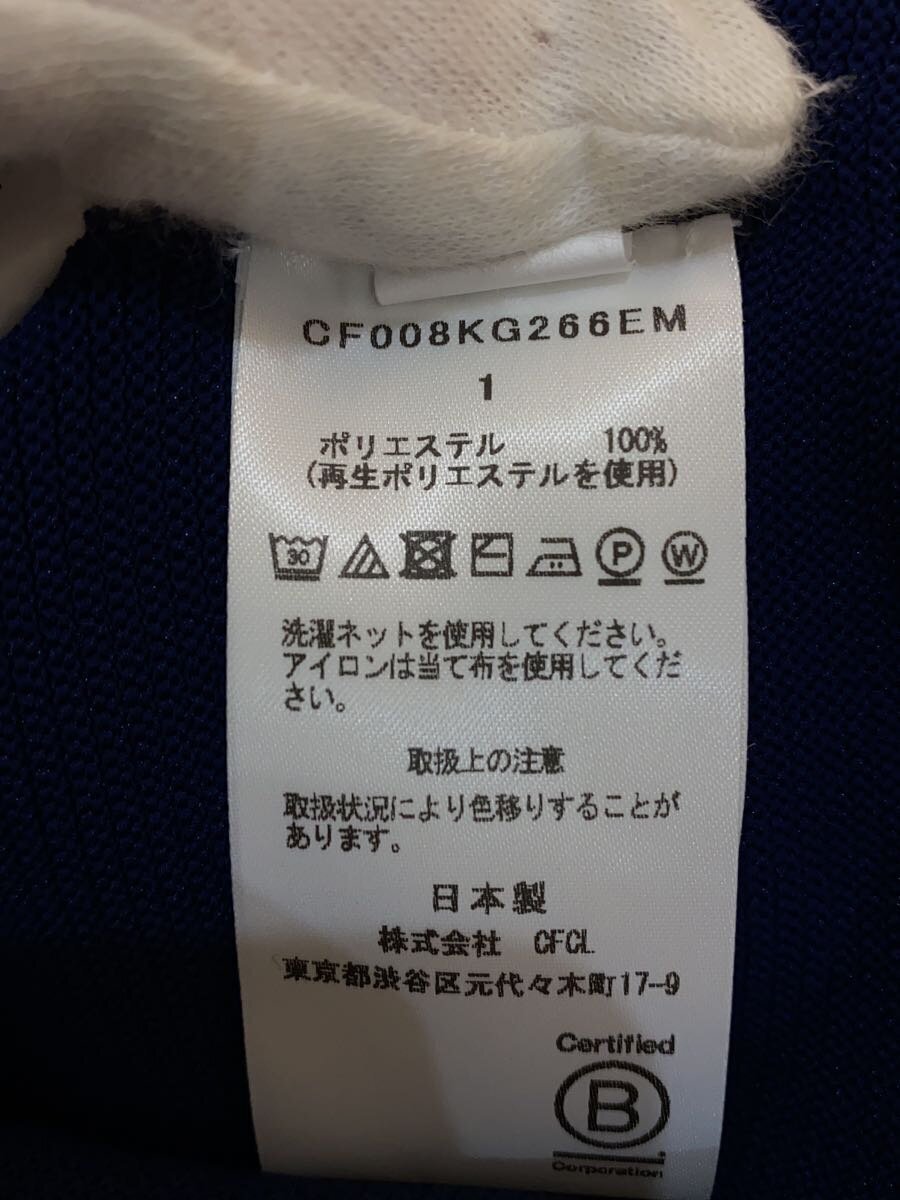 CF008KG266EM
1
ポリエステル 100%
(再生ポリエステルを使用)
30 P W
洗濯ネットを使用してください。
アイロンは当て布を使用してくだ
さい。
取扱上の注意
取扱状況により色移りすることが
あります。
日本製
株式会社 CFCL
東京都渋谷区元代々木町17-9
Certified
B
Corporation